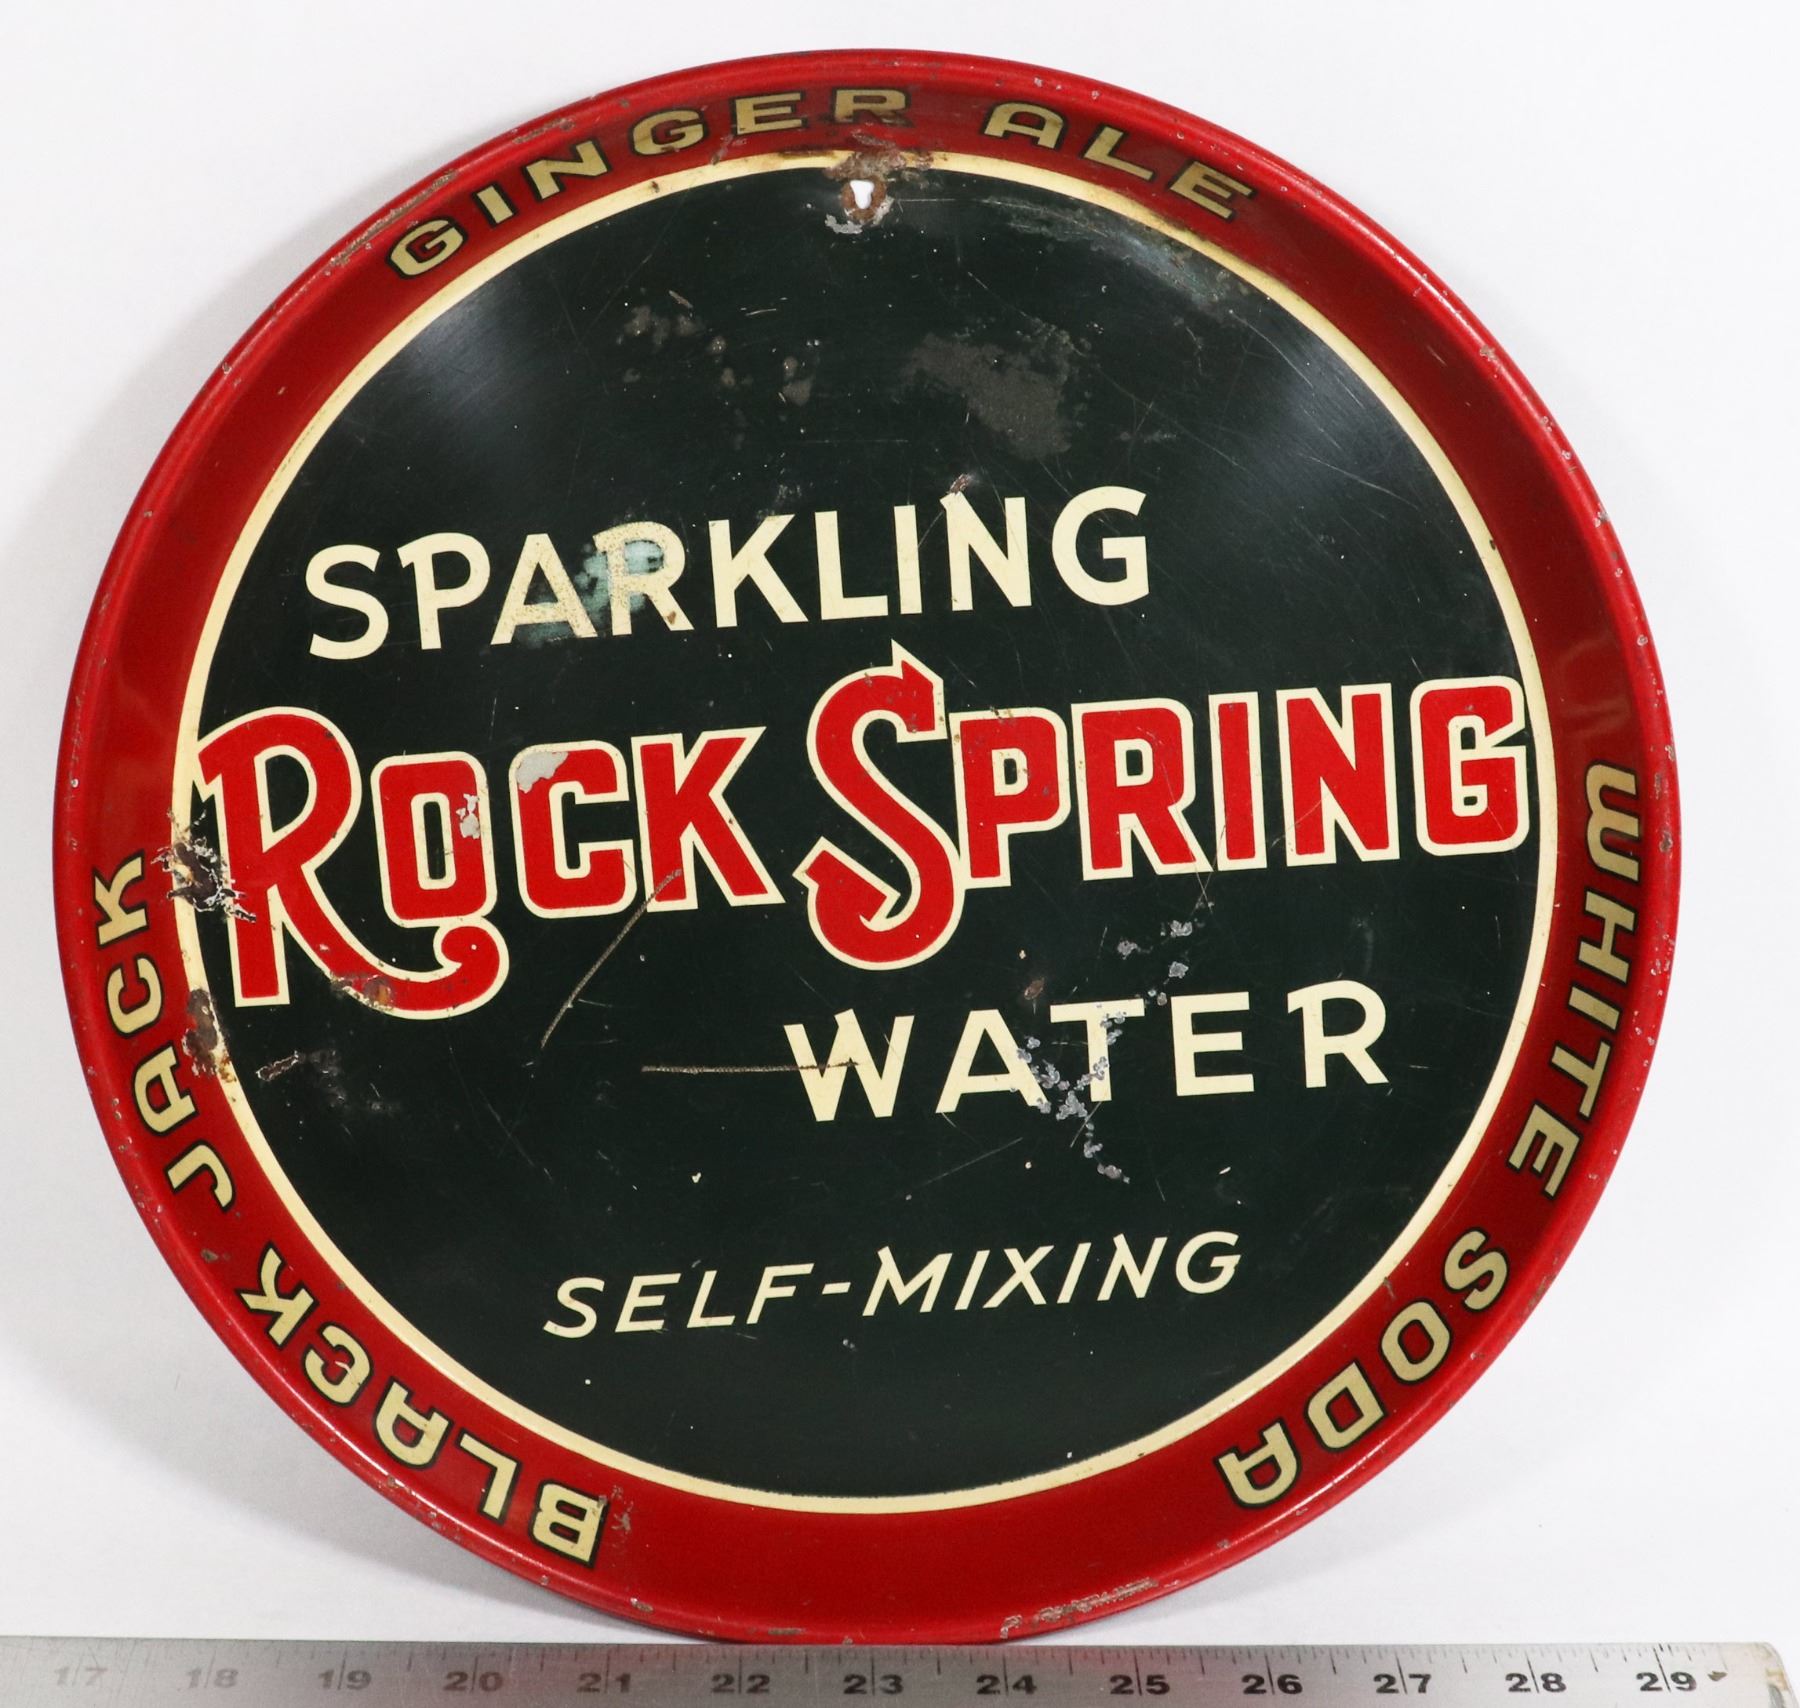 GINGER ALE
SPARKLING
ROCK SPRING
WATER
SELF-MIXING
WHITE SODA
BLACK JACK
17 18 19 20 21 22 23 24 25 26 27 28 29